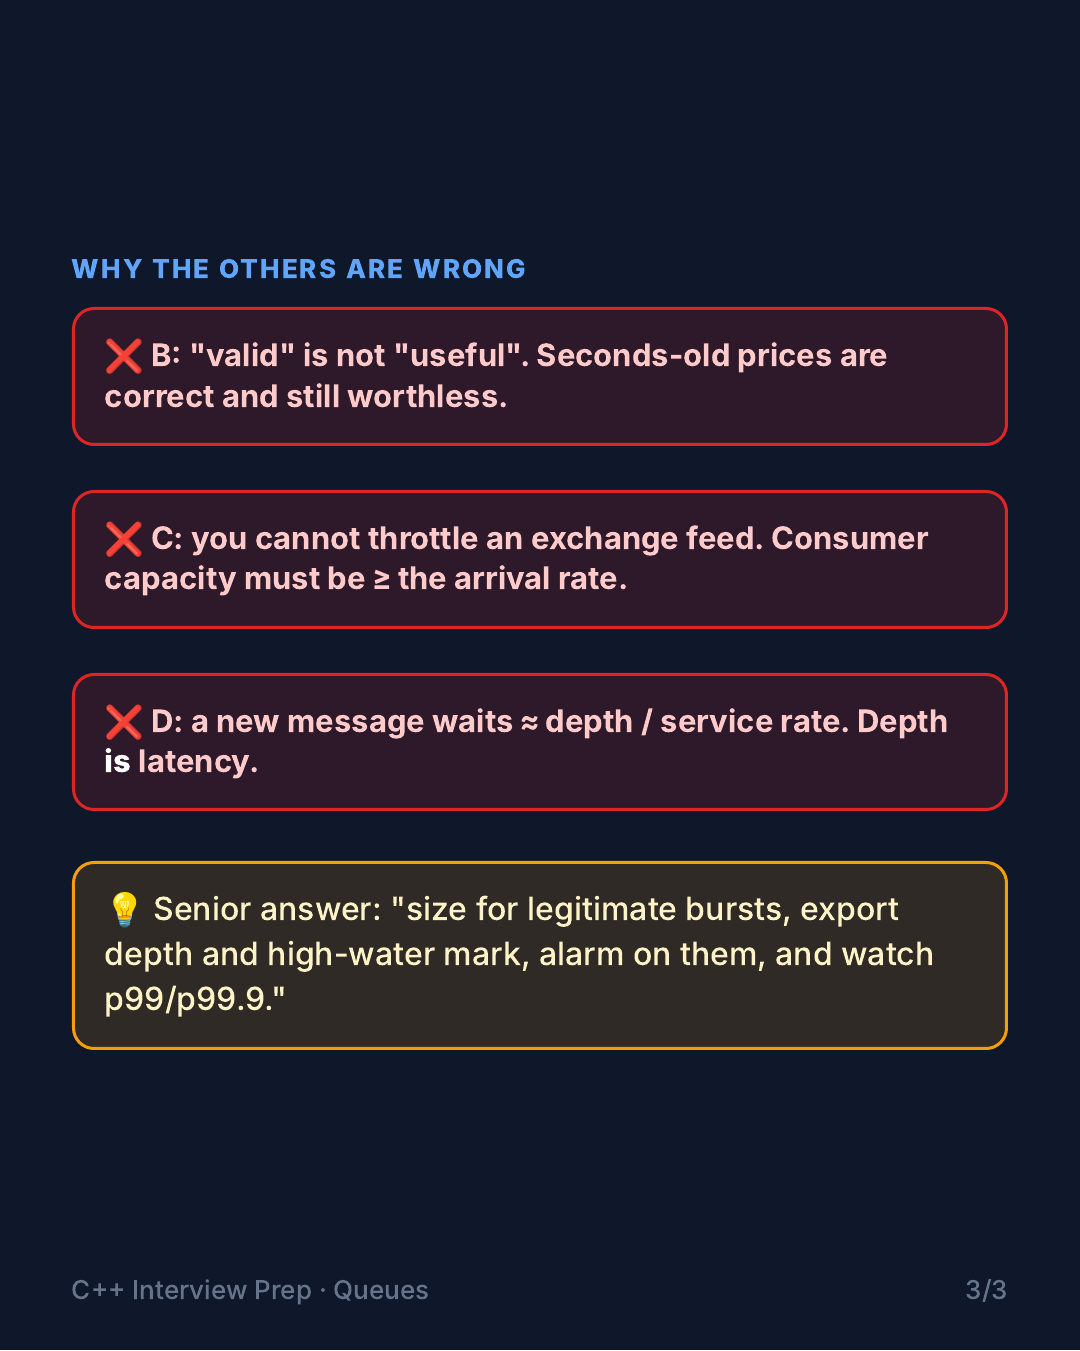 WHY THE OTHERS ARE WRONG
❌ B: "valid" is not "useful". Seconds-old prices are
correct and still worthless.
❌ C: you cannot throttle an exchange feed. Consumer
capacity must be ≥ the arrival rate.
❌ D: a new message waits ≈ depth / service rate. Depth
is latency.
💡 Senior answer: "size for legitimate bursts, export
depth and high-water mark, alarm on them, and watch
p99/p99.9."
C++ Interview Prep · Queues
3/3